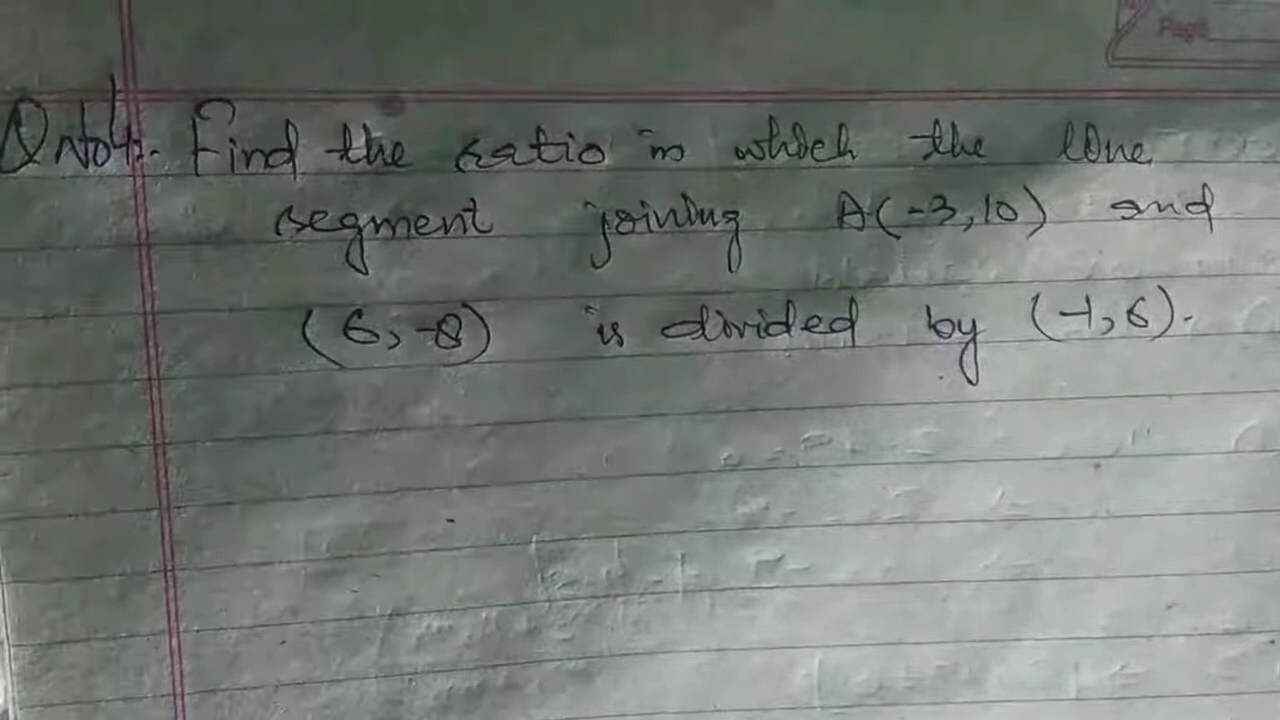 Page
Q No4:- Find the ratio in which the line
segment joining A(-3,10) and
(6,-8) is divided by (-1,6).